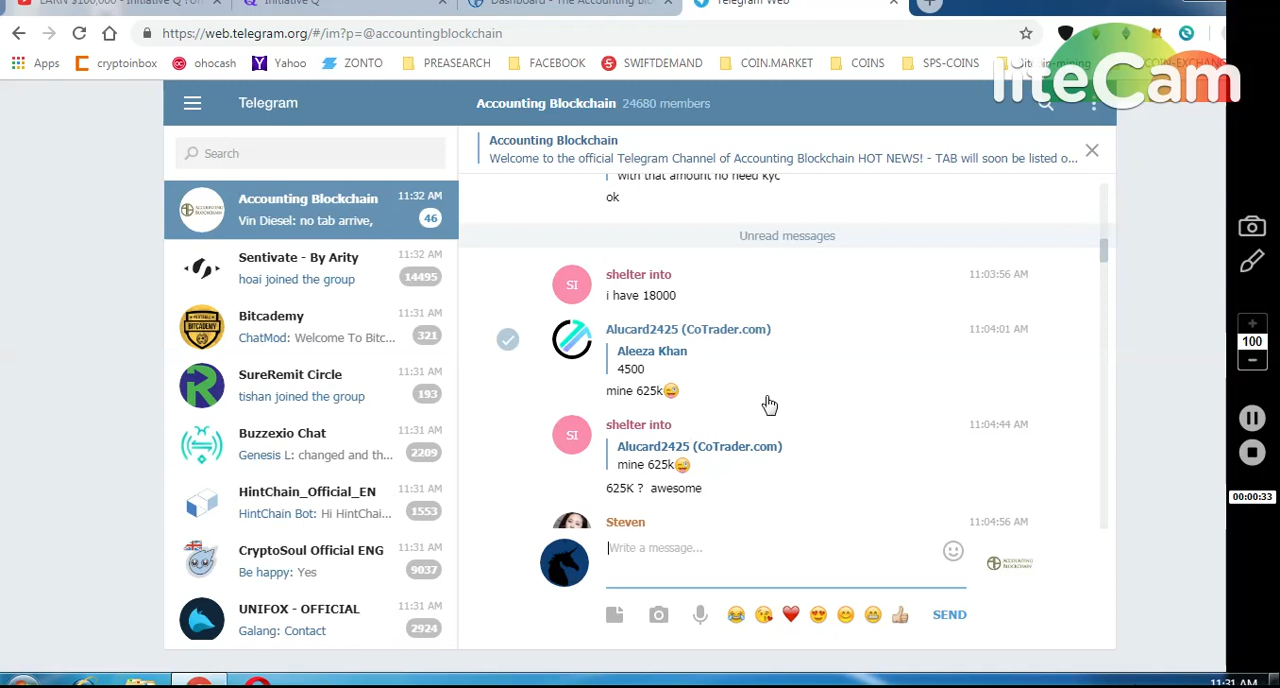 EARN $100,000 - Initiative Q
Initiative Q
Dashboard - The Accounting Bl
Telegram Web
https://web.telegram.org/#/im?p=@accountingblockchain
Apps cryptoinbox ohocash Yahoo ZONTO PREASEARCH FACEBOOK SWIFTDEMAND COIN.MARKET COINS SPS-COINS
liteCam
Telegram
Accounting Blockchain 24680 members
Search
Accounting Blockchain
Welcome to the official Telegram Channel of Accounting Blockchain HOT NEWS! - TAB will soon be listed o...
Accounting Blockchain 11:32 AM
Vin Diesel: no tab arrive, 46
Sentivate - By Arity 11:32 AM
hoai joined the group 14495
Bitcademy 11:31 AM
ChatMod: Welcome To Bitc... 321
SureRemit Circle 11:31 AM
tishan joined the group 193
Buzzexio Chat 11:31 AM
Genesis L: changed and th... 2209
HintChain_Official_EN 11:31 AM
HintChain Bot: Hi HintChai... 1553
CryptoSoul Official ENG 11:31 AM
Be happy: Yes 9037
UNIFOX - OFFICIAL 11:31 AM
Galang: Contact 2924
with that amount no need kyc
ok
Unread messages
SI
shelter into 11:03:56 AM
i have 18000
Alucard2425 (CoTrader.com) 11:04:01 AM
Aleeza Khan
4500
mine 625k😜
SI
shelter into 11:04:44 AM
Alucard2425 (CoTrader.com)
mine 625k😜
625K ? awesome
Steven 11:04:56 AM
Write a message...
ACCOUNTING BLOCKCHAIN
SEND
100
00:00:33
11:31 AM